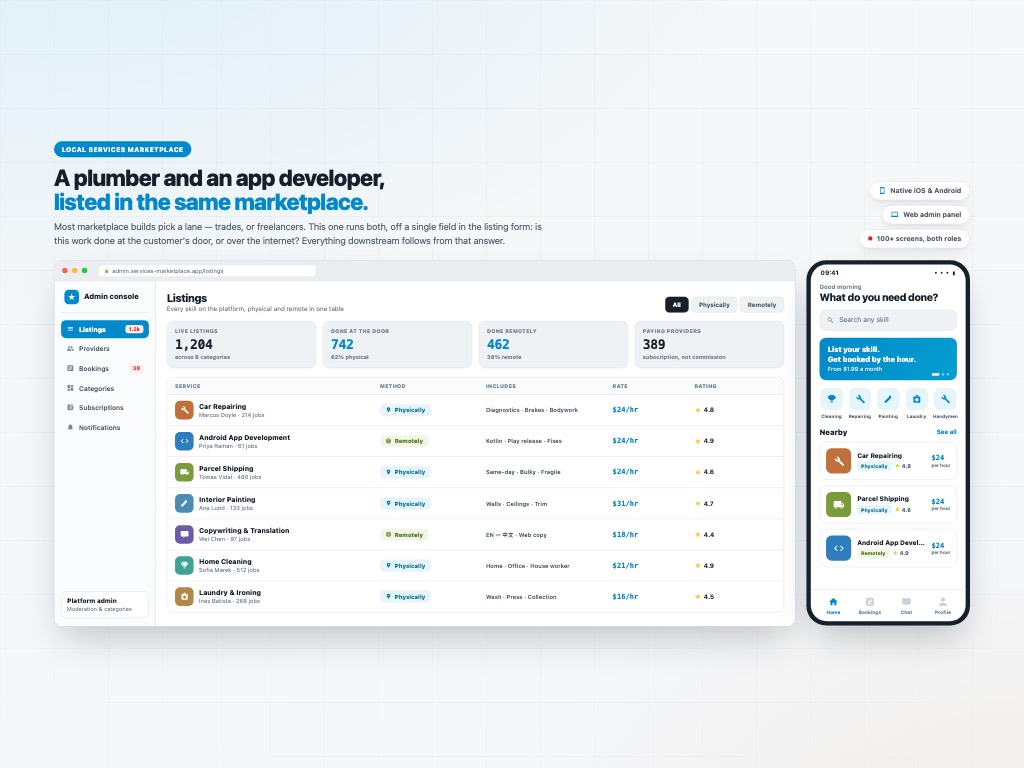 LOCAL SERVICES MARKETPLACE
A plumber and an app developer,
listed in the same marketplace.
Most marketplace builds pick a lane — trades, or freelancers. This one runs both, off a single field in the listing form: is
this work done at the customer's door, or over the internet? Everything downstream follows from that answer.
Native iOS & Android
Web admin panel
100+ screens, both roles
admin.services-marketplace.app/listings
Admin console
Listings 1.2k
Providers
Bookings 38
Categories
Subscriptions
Notifications
Platform admin
Moderation & categories
Listings
Every skill on the platform, physical and remote in one table
All Physically Remotely
LIVE LISTINGS
1,204
across 6 categories
DONE AT THE DOOR
742
62% physical
DONE REMOTELY
462
38% remote
PAYING PROVIDERS
389
subscription, not commission
SERVICE METHOD INCLUDES RATE RATING
Car Repairing
Marcus Doyle · 214 jobs
Physically Diagnostics · Brakes · Bodywork $24/hr ★ 4.8
Android App Development
Priya Raman · 61 jobs
Remotely Kotlin · Play release · Fixes $24/hr ★ 4.9
Parcel Shipping
Tomas Vidal · 480 jobs
Physically Same-day · Bulky · Fragile $24/hr ★ 4.6
Interior Painting
Ana Lund · 133 jobs
Physically Walls · Ceilings · Trim $31/hr ★ 4.7
Copywriting & Translation
Wei Chen · 97 jobs
Remotely EN ⇌ 中文 · Web copy $18/hr ★ 4.4
Home Cleaning
Sofia Marek · 512 jobs
Physically Home · Office · House worker $21/hr ★ 4.9
Laundry & Ironing
Ines Batista · 268 jobs
Physically Wash · Press · Collection $16/hr ★ 4.5
09:41
Good morning
What do you need done?
Search any skill
List your skill.
Get booked by the hour.
From $1.99 a month
Cleaning Repairing Painting Laundry Handymen
Nearby See all
Car Repairing
Physically ★ 4.8
$24
per hour
Parcel Shipping
Physically ★ 4.6
$24
per hour
Android App Devel...
Remotely ★ 4.9
$24
per hour
Home Bookings Chat Profile